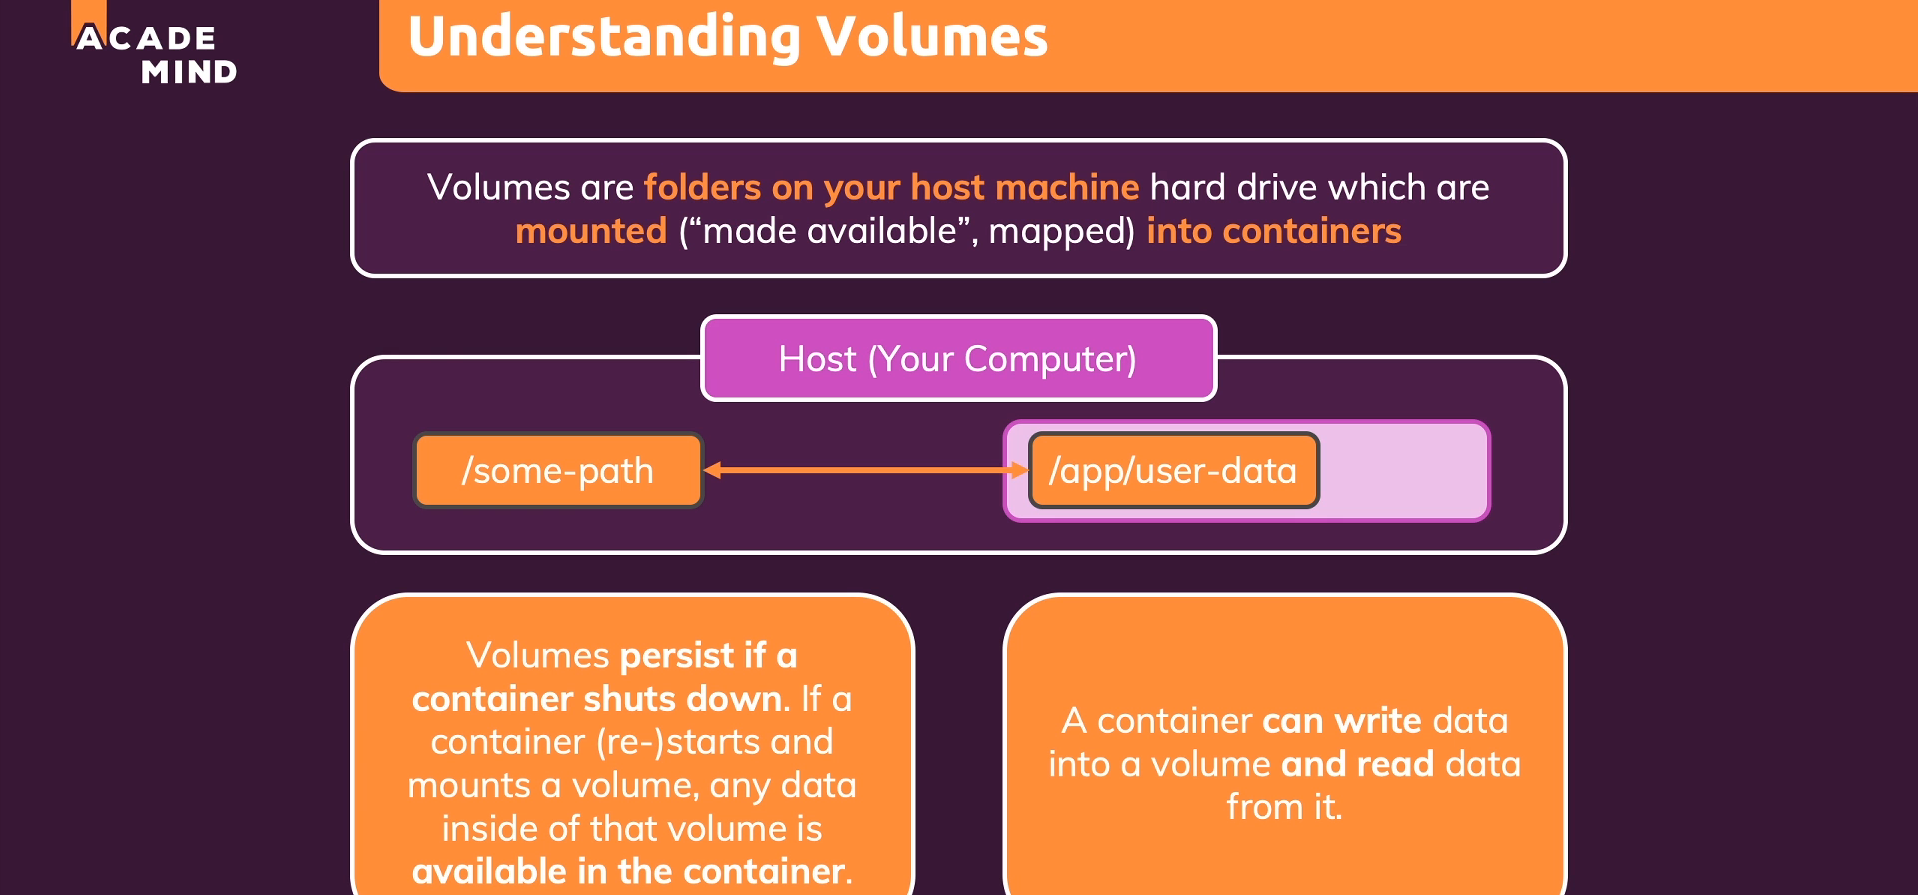 ACADE
MIND
Understanding Volumes
Volumes are folders on your host machine hard drive which are
mounted (“made available”, mapped) into containers
Host (Your Computer)
/some-path
/app/user-data
Volumes persist if a
container shuts down. If a
container (re-)starts and
mounts a volume, any data
inside of that volume is
available in the container.
A container can write data
into a volume and read data
from it.